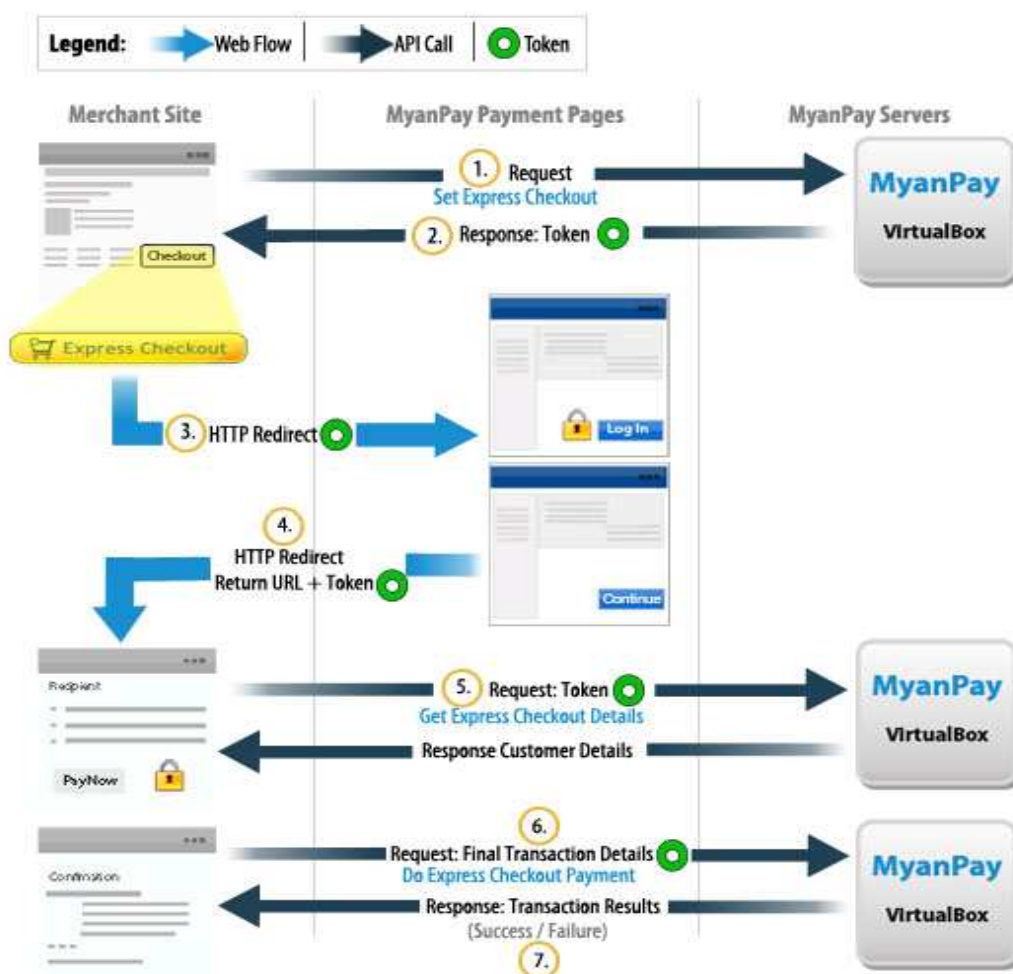 Legend: Web Flow API Call Token
Merchant Site MyanPay Payment Pages MyanPay Servers
1. Request
Set Express Checkout
2. Response: Token
MyanPay
VirtualBox
Checkout
Express Checkout
Log In
3. HTTP Redirect
4.
HTTP Redirect
Return URL + Token
Continue
Recipient
PayNow
5. Request: Token
Get Express Checkout Details
Response Customer Details
MyanPay
VirtualBox
6.
Request: Final Transaction Details
Do Express Checkout Payment
Response: Transaction Results
(Success / Failure)
7.
Confirmation
MyanPay
VirtualBox